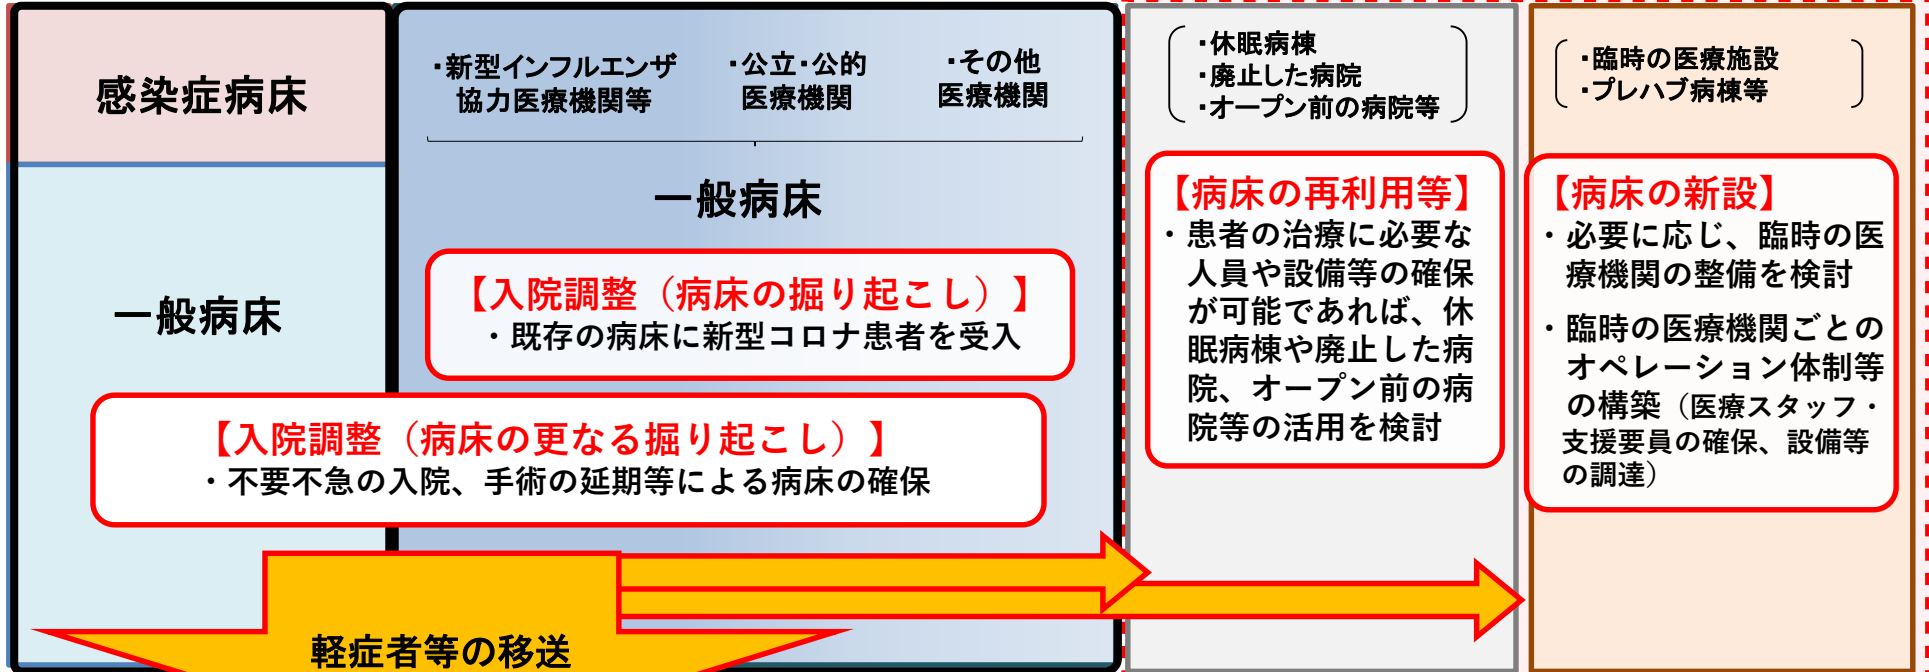 感染症病床
一般病床
・新型インフルエンザ
協力医療機関等
・公立・公的
医療機関
・その他
医療機関
一般病床
【入院調整（病床の掘り起こし）】
・既存の病床に新型コロナ患者を受入
【入院調整（病床の更なる掘り起こし）】
・不要不急の入院、手術の延期等による病床の確保
軽症者等の移送
・休眠病棟
・廃止した病院
・オープン前の病院等
【病床の再利用等】
・患者の治療に必要な
人員や設備等の確保
が可能であれば、休
眠病棟や廃止した病
院、オープン前の病
院等の活用を検討
・臨時の医療施設
・プレハブ病棟等
【病床の新設】
・必要に応じ、臨時の医
療機関の整備を検討
・臨時の医療機関ごとの
オペレーション体制等
の構築（医療スタッフ・
支援要員の確保、設備等
の調達）